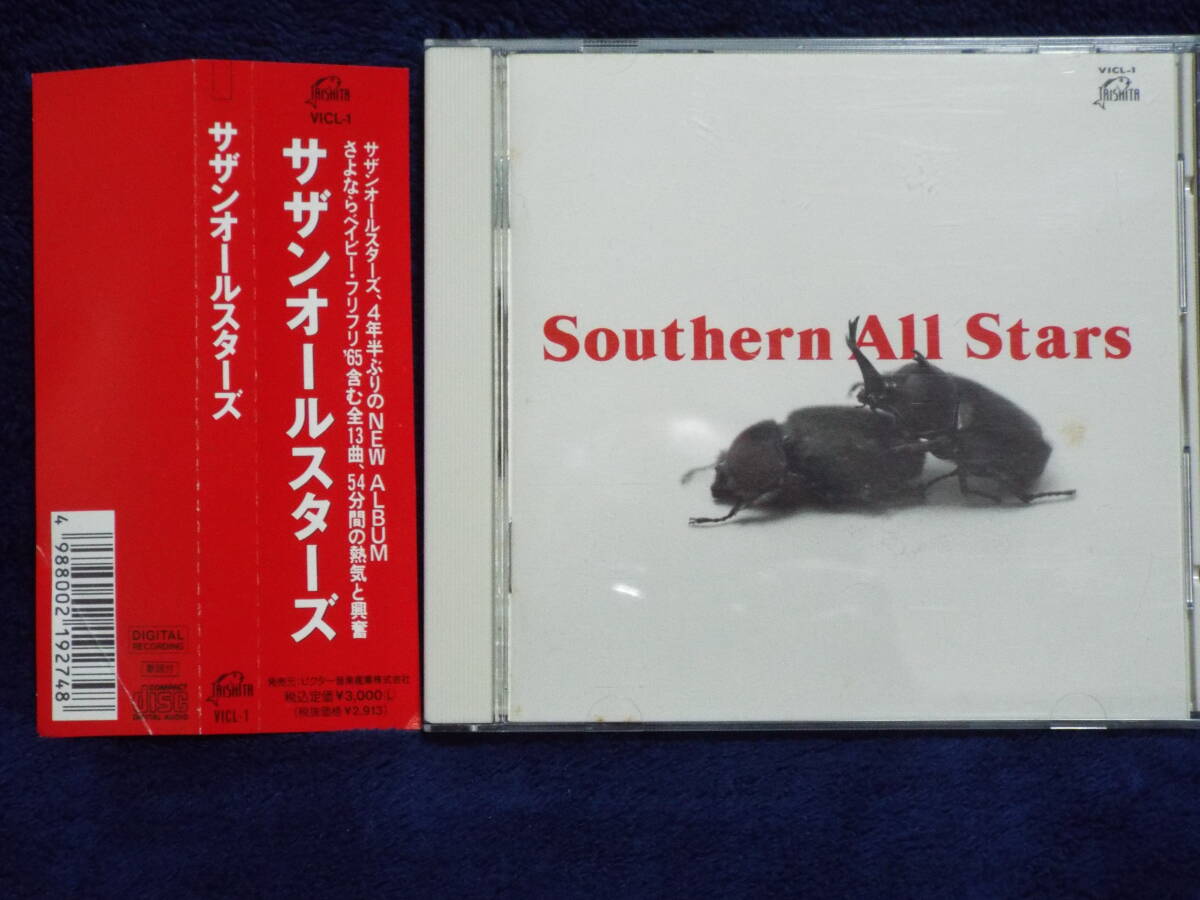 サザンオールスターズ
TAISHITA
VICL-1
サザンオールスターズ
サザンオールスターズ、4年半ぶりのNEW ALBUM
さよならベイビー・フリフリ'65含む全13曲、54分間の熱気と興奮
4 988002 192748
DIGITAL
RECORDING
歌詞付
COMPACT
disc
DIGITAL AUDIO
TAISHITA
VICL-1
発売元:ビクター音楽産業株式会社
税込定価¥3,000(L)
(税抜価格¥2,913)
VICL-1
TAISHITA
Southern All Stars